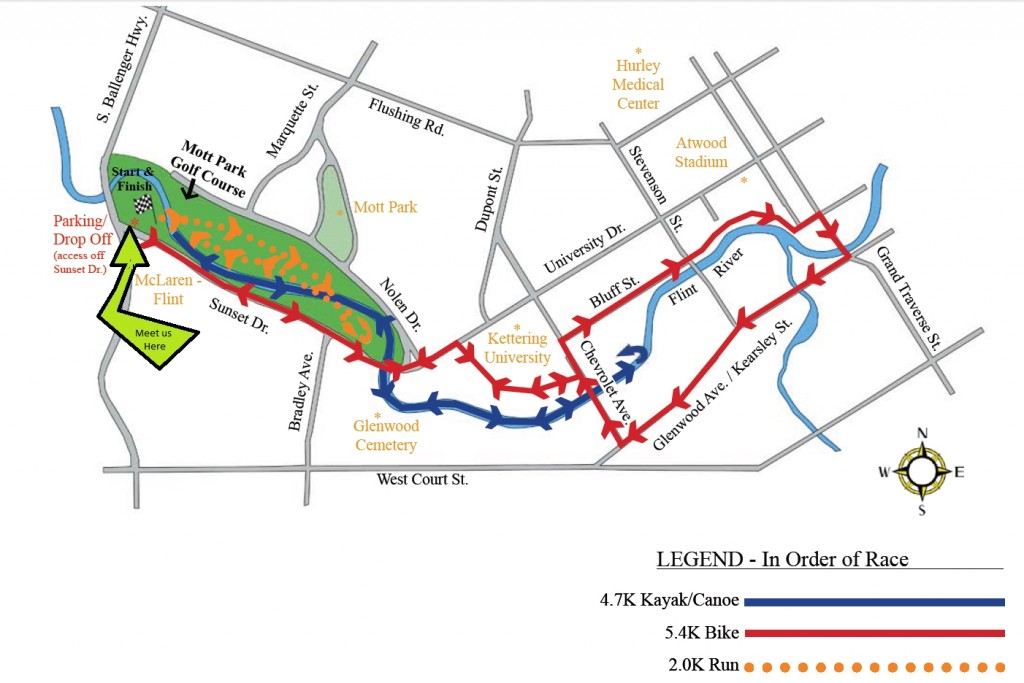 S. Ballenger Hwy.
Marquette St.
Flushing Rd.
*
Hurley
Medical
Center
Atwood
Stadium
*
Stevenson
St.
Mott Park
Golf Course
Start &
Finish
* Mott Park
Dupont St.
University Dr.
Parking/
Drop Off
(access off
Sunset Dr.)
*
McLaren -
Flint
Meet us
Here
Sunset Dr.
Nolen Dr.
Bluff St.
Flint
River
Grand Traverse St.
*
Kettering
University
Chevrolet Ave.
Glenwood Ave. / Kearsley St.
Bradley Ave.
*
Glenwood
Cemetery
West Court St.
N
W
E
S
LEGEND - In Order of Race
4.7K Kayak/Canoe
5.4K Bike
2.0K Run